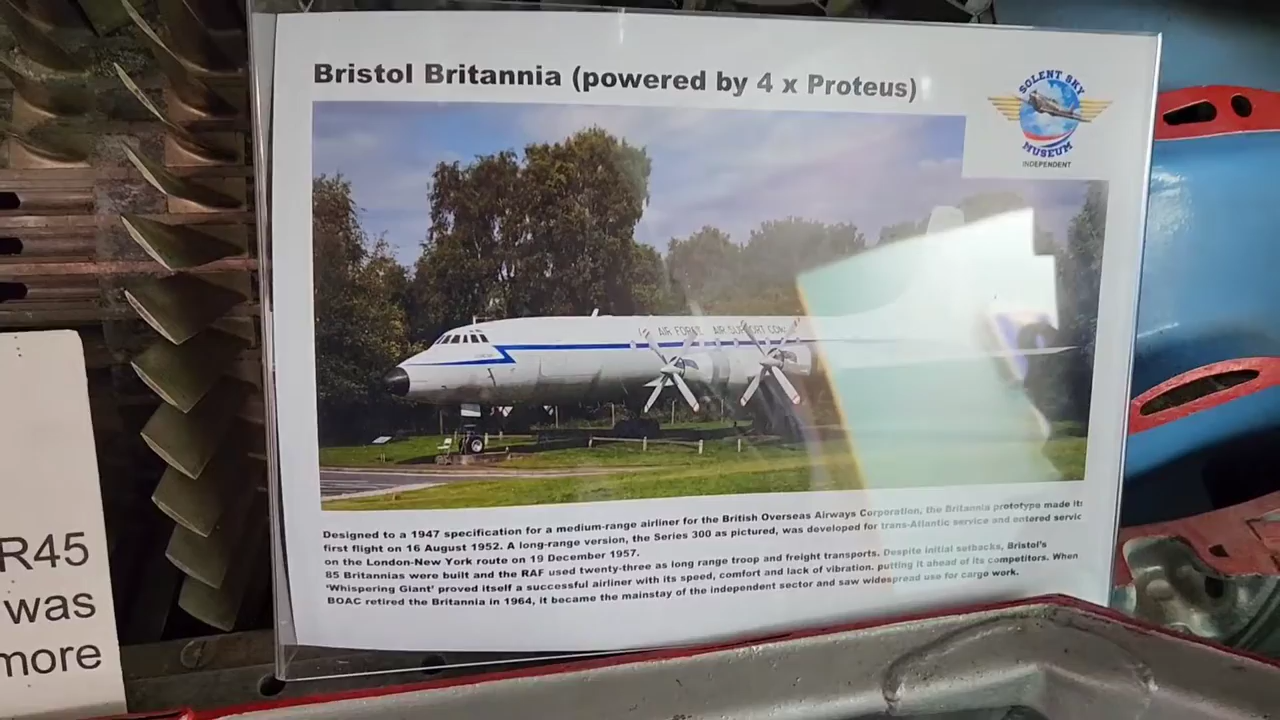 Bristol Britannia (powered by 4 x Proteus)
SOLENT SKY
MUSEUM
INDEPENDENT
AIR FORCE AIR SUPPORT COM
Designed to a 1947 specification for a medium-range airliner for the British Overseas Airways Corporation, the Britannia prototype made its
first flight on 16 August 1952. A long-range version, the Series 300 as pictured, was developed for trans-Atlantic service and entered servic
on the London-New York route on 19 December 1957.
85 Britannias were built and the RAF used twenty-three as long range troop and freight transports. Despite initial setbacks, Bristol's
'Whispering Giant' proved itself a successful airliner with its speed, comfort and lack of vibration. putting it ahead of its competitors. When
BOAC retired the Britannia in 1964, it became the mainstay of the independent sector and saw widespread use for cargo work.
R45
was
more